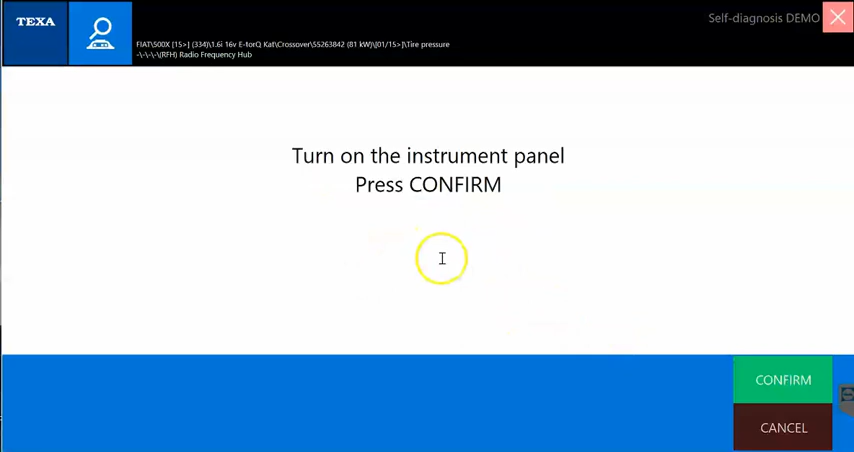 TEXA
Self-diagnosis DEMO
FIAT\500X [15>] (334)\1.6i 16v E-torQ Kat\Crossover\55263842 (81 kW)\[01/15>]\Tire pressure
-\-\-\-\(RFH) Radio Frequency Hub
Turn on the instrument panel
Press CONFIRM
CONFIRM
CANCEL